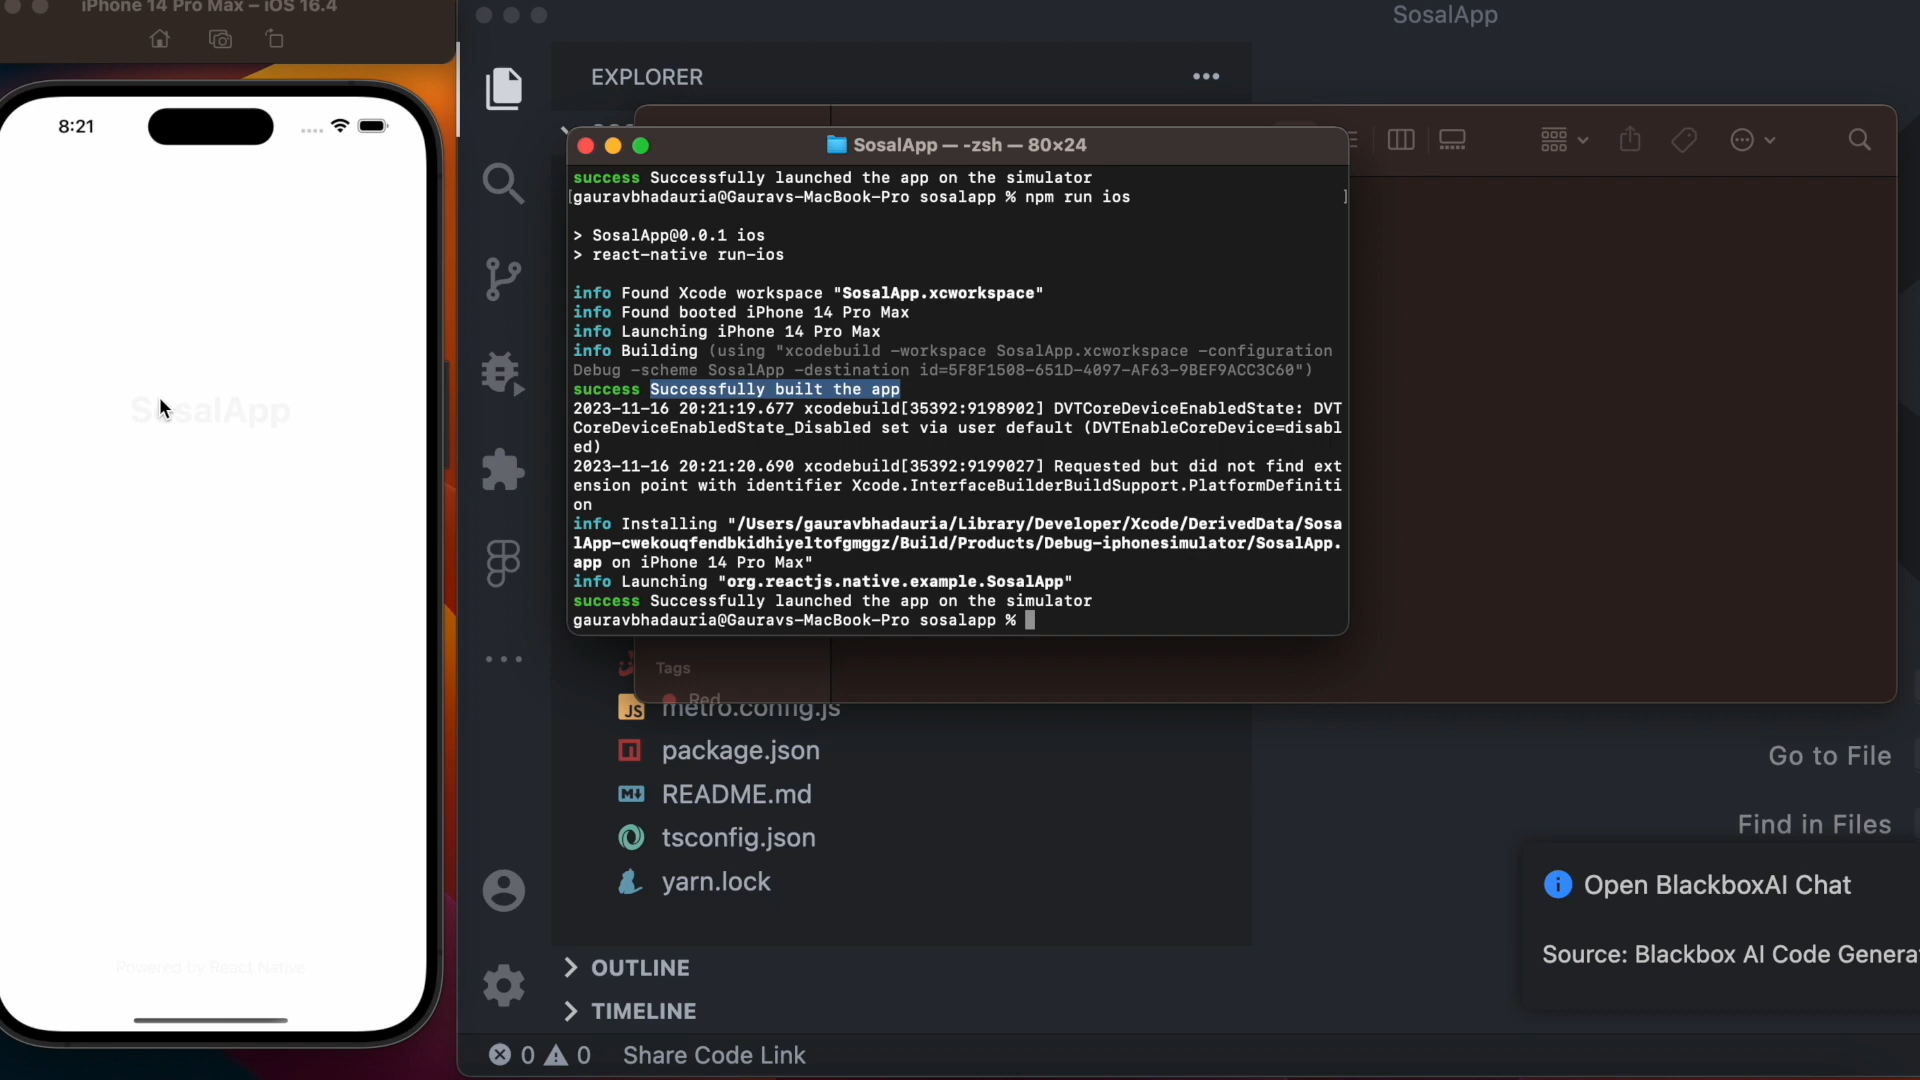 iPhone 14 Pro Max – iOS 16.4
8:21
SosalApp
Powered by React Native
SosalApp
EXPLORER
SosalApp — -zsh — 80×24
success Successfully launched the app on the simulator
[gauravbhadauria@Gauravs-MacBook-Pro sosalapp % npm run ios ]
> SosalApp@0.0.1 ios
> react-native run-ios
info Found Xcode workspace "SosalApp.xcworkspace"
info Found booted iPhone 14 Pro Max
info Launching iPhone 14 Pro Max
info Building (using "xcodebuild -workspace SosalApp.xcworkspace -configuration
Debug -scheme SosalApp -destination id=5F8F1508-651D-4097-AF63-9BEF9ACC3C60")
success Successfully built the app
2023-11-16 20:21:19.677 xcodebuild[35392:9198902] DVTCoreDeviceEnabledState: DVT
CoreDeviceEnabledState_Disabled set via user default (DVTEnableCoreDevice=disabl
ed)
2023-11-16 20:21:20.690 xcodebuild[35392:9199027] Requested but did not find ext
ension point with identifier Xcode.InterfaceBuilderBuildSupport.PlatformDefiniti
on
info Installing "/Users/gauravbhadauria/Library/Developer/Xcode/DerivedData/Sosa
lApp-cwekouqfendbkidhiyeltofgmggz/Build/Products/Debug-iphonesimulator/SosalApp.
app on iPhone 14 Pro Max"
info Launching "org.reactjs.native.example.SosalApp"
success Successfully launched the app on the simulator
gauravbhadauria@Gauravs-MacBook-Pro sosalapp %
Tags
Red
metro.config.js
package.json
README.md
tsconfig.json
yarn.lock
OUTLINE
TIMELINE
0 0 Share Code Link
Go to File
Find in Files
Open BlackboxAI Chat
Source: Blackbox AI Code Genera